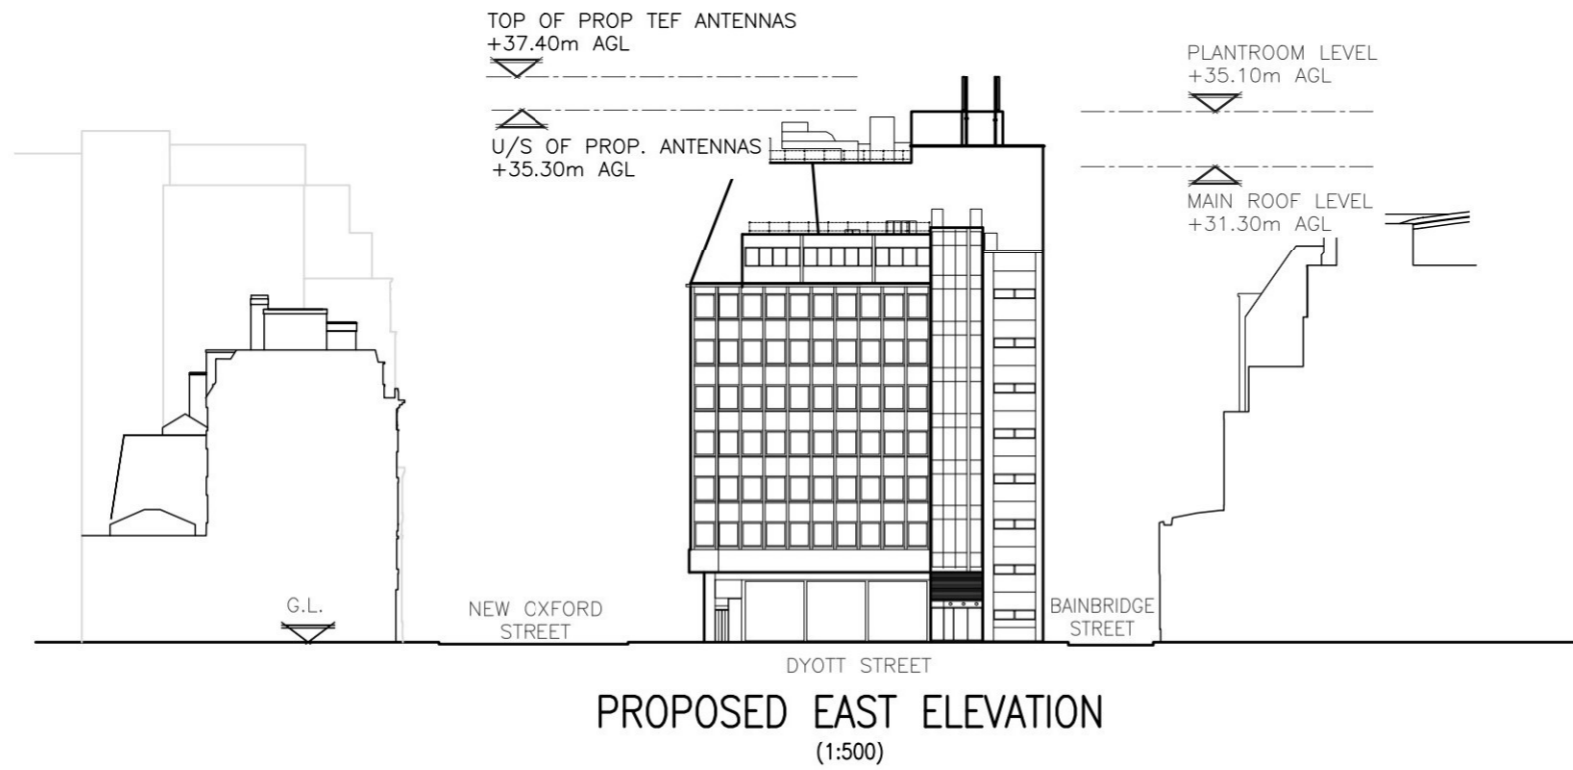 TOP OF PROP TEF ANTENNAS
+37.40m AGL
U/S OF PROP. ANTENNAS
+35.30m AGL
PLANTROOM LEVEL
+35.10m AGL
MAIN ROOF LEVEL
+31.30m AGL
G.L.
NEW CXFORD
STREET
BAINBRIDGE
STREET
DYOTT STREET
PROPOSED EAST ELEVATION
(1:500)